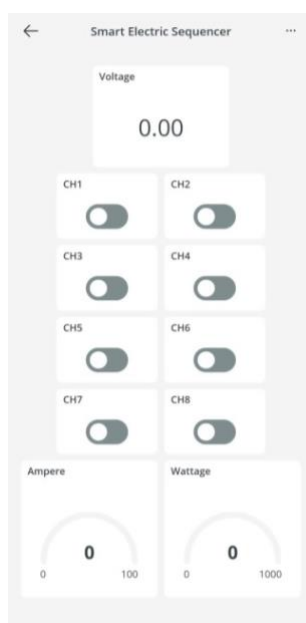 Smart Electric Sequencer
Voltage
0.00
CH1 CH2
CH3 CH4
CH5 CH6
CH7 CH8
Ampere Wattage
0 0
0 100 0 1000